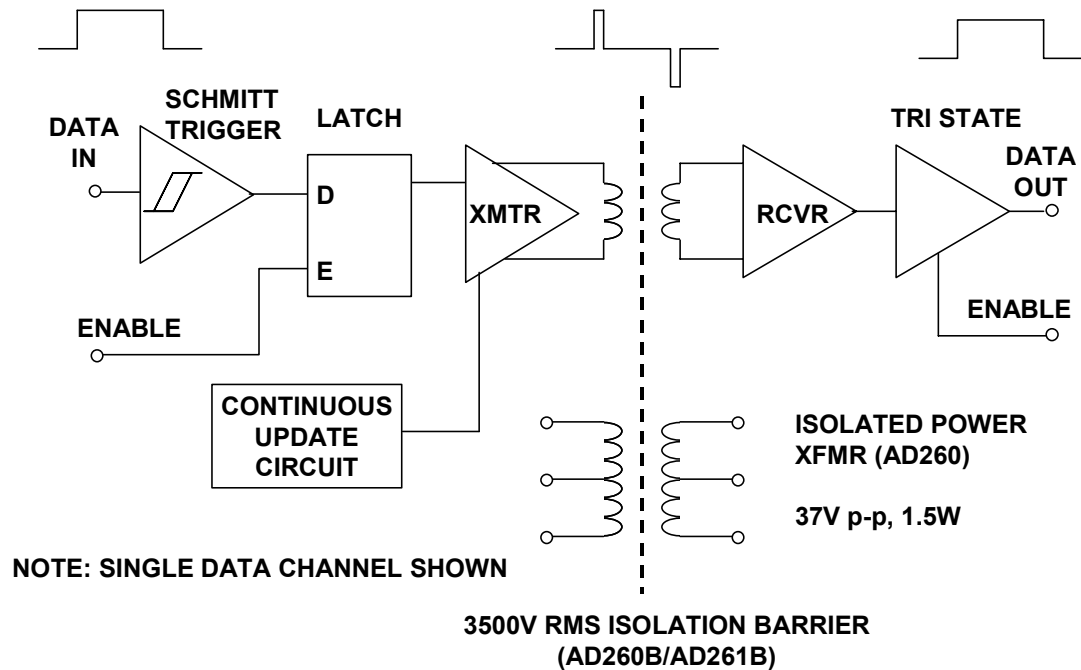 SCHMITT
TRIGGER
DATA
IN
LATCH
D
E
XMTR
RCVR
TRI STATE
DATA
OUT
ENABLE
ENABLE
CONTINUOUS
UPDATE
CIRCUIT
ISOLATED POWER
XFMR (AD260)
37V p-p, 1.5W
NOTE: SINGLE DATA CHANNEL SHOWN
3500V RMS ISOLATION BARRIER
(AD260B/AD261B)